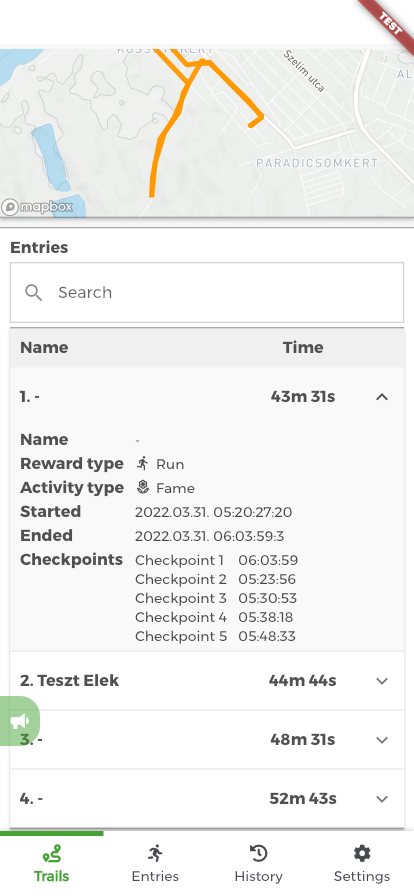 TEST
Szelim utca
PARADICSOMKERT
mapbox
Entries
Search
Name Time
1. - 43m 31s
Name -
Reward type Run
Activity type Fame
Started 2022.03.31. 05:20:27:20
Ended 2022.03.31. 06:03:59:3
Checkpoints Checkpoint 1 06:03:59
Checkpoint 2 05:23:56
Checkpoint 3 05:30:53
Checkpoint 4 05:38:18
Checkpoint 5 05:48:33
2. Teszt Elek 44m 44s
3. - 48m 31s
4. - 52m 43s
Trails Entries History Settings